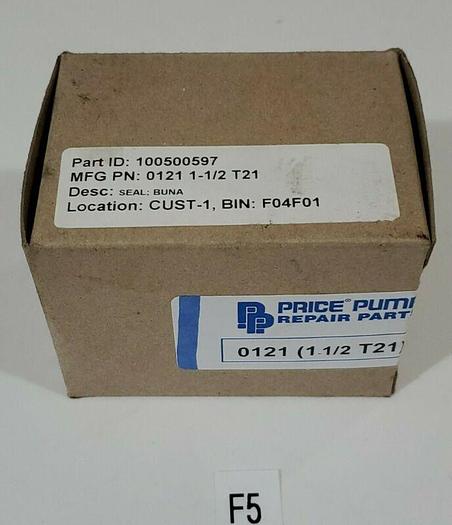 Part ID: 100500597
MFG PN: 0121 1-1/2 T21
Desc: SEAL; BUNA
Location: CUST-1, BIN: F04F01
PRICE® PUMP
REPAIR PART
0121 (1-1/2 T21)
F5